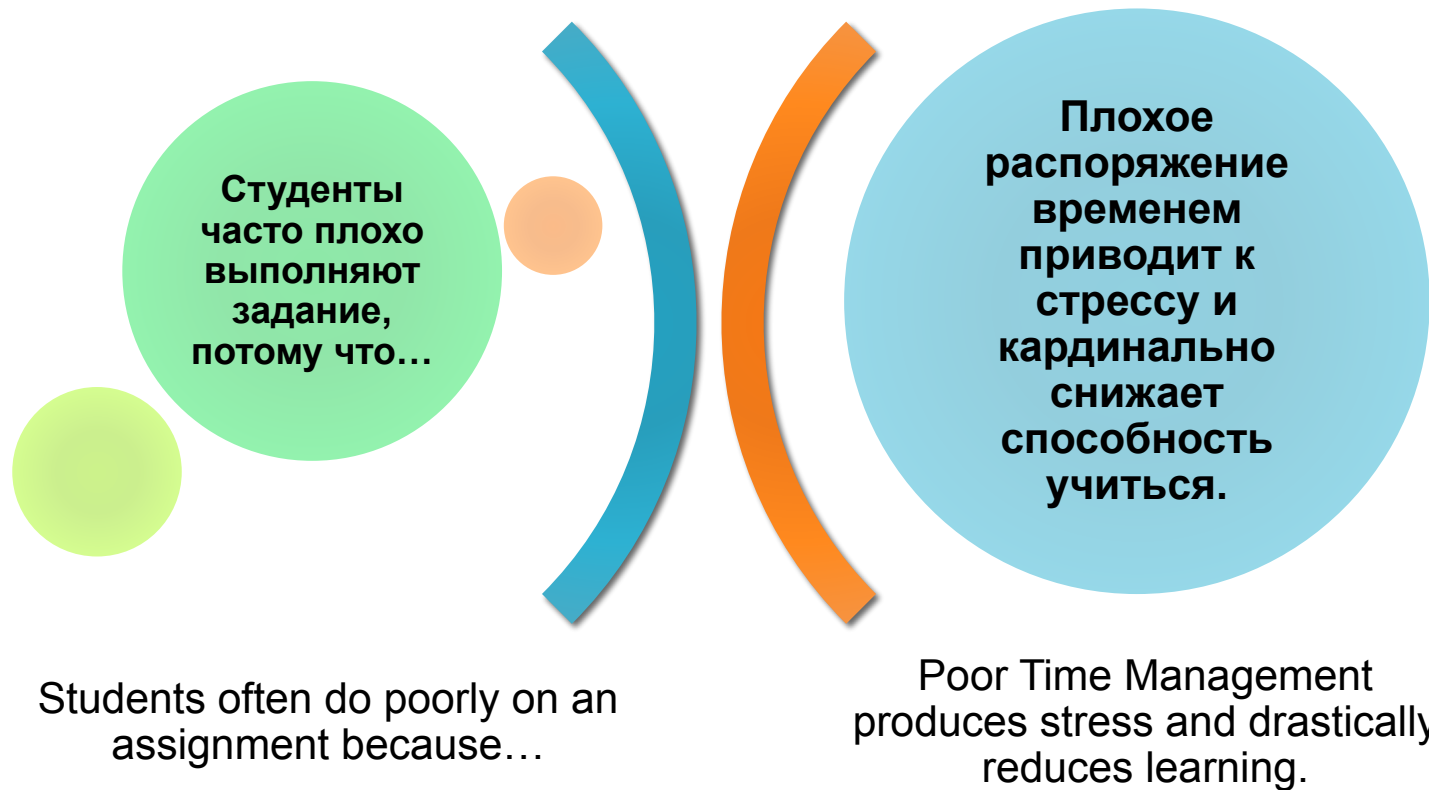 Студенты
часто плохо
выполняют
задание,
потому что…
Плохое
распоряжение
временем
приводит к
стрессу и
кардинально
снижает
способность
учиться.
Students often do poorly on an
assignment because…
Poor Time Management
produces stress and drastically
reduces learning.